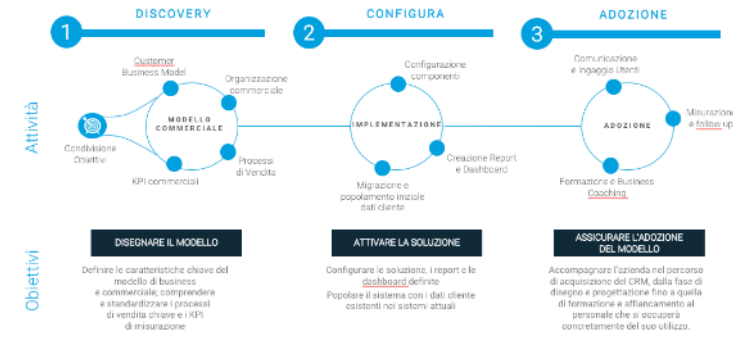 DISCOVERY
CONFIGURA
ADOZIONE
1
2
3
Attività
Customer
Business Model
Organizzazione
commerciale
MODELLO
COMMERCIALE
Condivisione
Obiettivi
Processi
di Vendita
KPI commerciali
Configurazione
componenti
IMPLEMENTAZIONE
Creazione Report
e Dashboard
Migrazione e
popolamento iniziale
dati cliente
Comunicazione
e Ingaggio Utenti
Misurazione
e follow up
ADOZIONE
Formazione e Business
Coaching
Obiettivi
DISEGNARE IL MODELLO
Definire le caratteristiche chiave del
modello di business
e commerciale; comprendere
e standardizzare i processi
di vendita chiave e i KPI
di misurazione
ATTIVARE LA SOLUZIONE
Configurare le soluzione, i report e le
dashboard definite
Popolare il sistema con i dati cliente
esistenti nei sistemi attuali
ASSICURARE L'ADOZIONE
DEL MODELLO
Accompagnare l'azienda nel percorso
di acquisizione del CRM, dalla fase di
disegno e progettazione fino a quella
di formazione e affiancamento al
personale che si occuperà
concretamente del suo utilizzo.